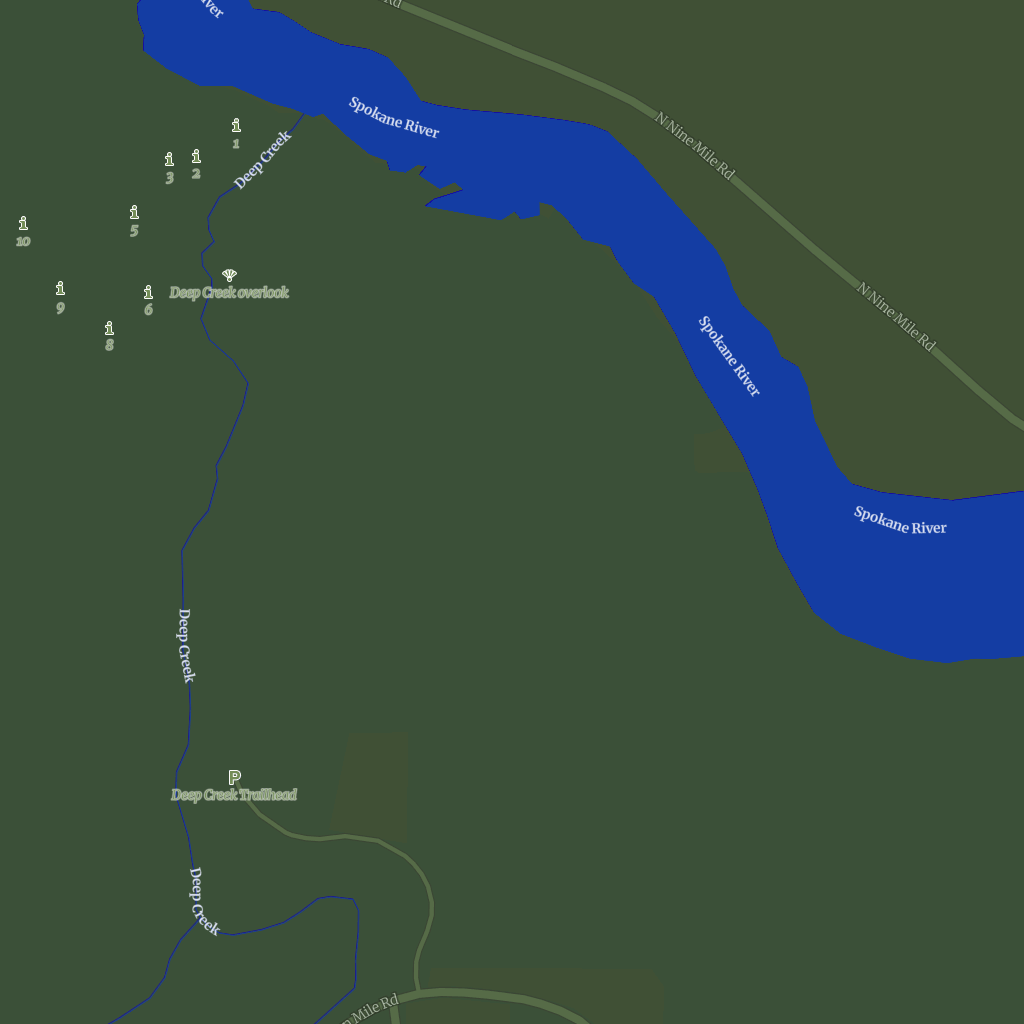 Rd
Spokane River
1
Deep Creek
2
3
N Nine Mile Rd
5
10
Deep Creek overlook
9
6
N Nine Mile Rd
8
Spokane River
Spokane River
Deep Creek
P
Deep Creek Trailhead
Deep Creek
Mile Rd